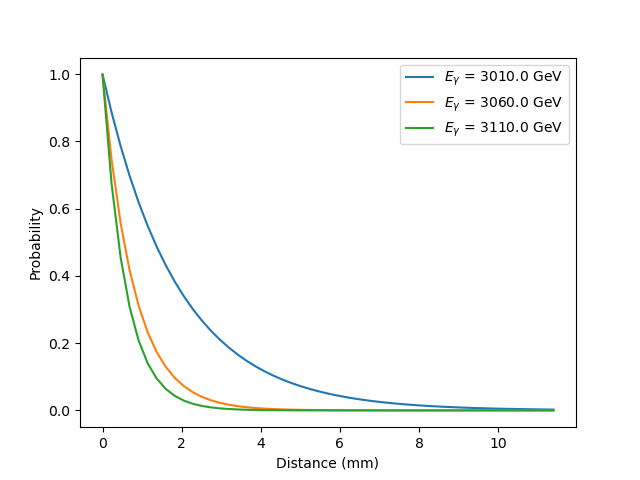 E_γ = 3010.0 GeV
E_γ = 3060.0 GeV
E_γ = 3110.0 GeV
1.0
0.8
0.6
0.4
0.2
0.0
Probability
0 2 4 6 8 10
Distance (mm)